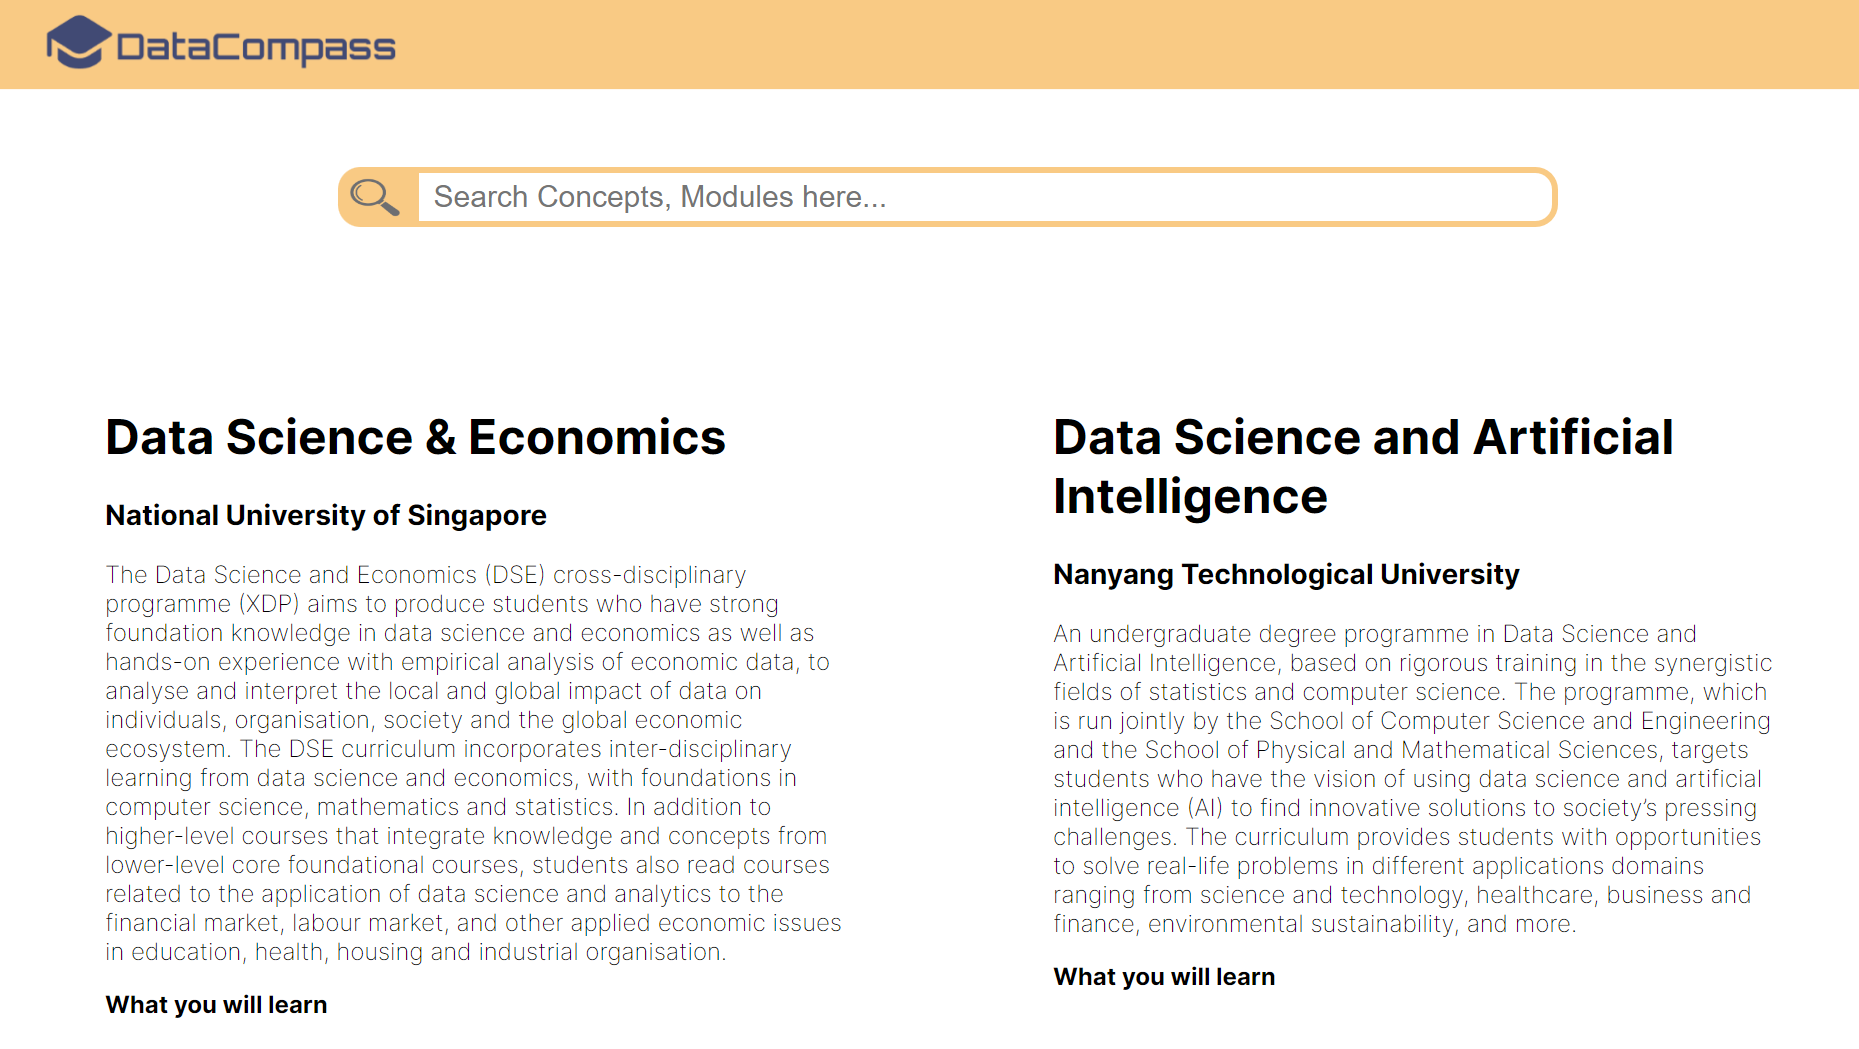 DataCompass
Search Concepts, Modules here...
Data Science & Economics
National University of Singapore
The Data Science and Economics (DSE) cross-disciplinary
programme (XDP) aims to produce students who have strong
foundation knowledge in data science and economics as well as
hands-on experience with empirical analysis of economic data, to
analyse and interpret the local and global impact of data on
individuals, organisation, society and the global economic
ecosystem. The DSE curriculum incorporates inter-disciplinary
learning from data science and economics, with foundations in
computer science, mathematics and statistics. In addition to
higher-level courses that integrate knowledge and concepts from
lower-level core foundational courses, students also read courses
related to the application of data science and analytics to the
financial market, labour market, and other applied economic issues
in education, health, housing and industrial organisation.
What you will learn
Data Science and Artificial
Intelligence
Nanyang Technological University
An undergraduate degree programme in Data Science and
Artificial Intelligence, based on rigorous training in the synergistic
fields of statistics and computer science. The programme, which
is run jointly by the School of Computer Science and Engineering
and the School of Physical and Mathematical Sciences, targets
students who have the vision of using data science and artificial
intelligence (AI) to find innovative solutions to society’s pressing
challenges. The curriculum provides students with opportunities
to solve real-life problems in different applications domains
ranging from science and technology, healthcare, business and
finance, environmental sustainability, and more.
What you will learn